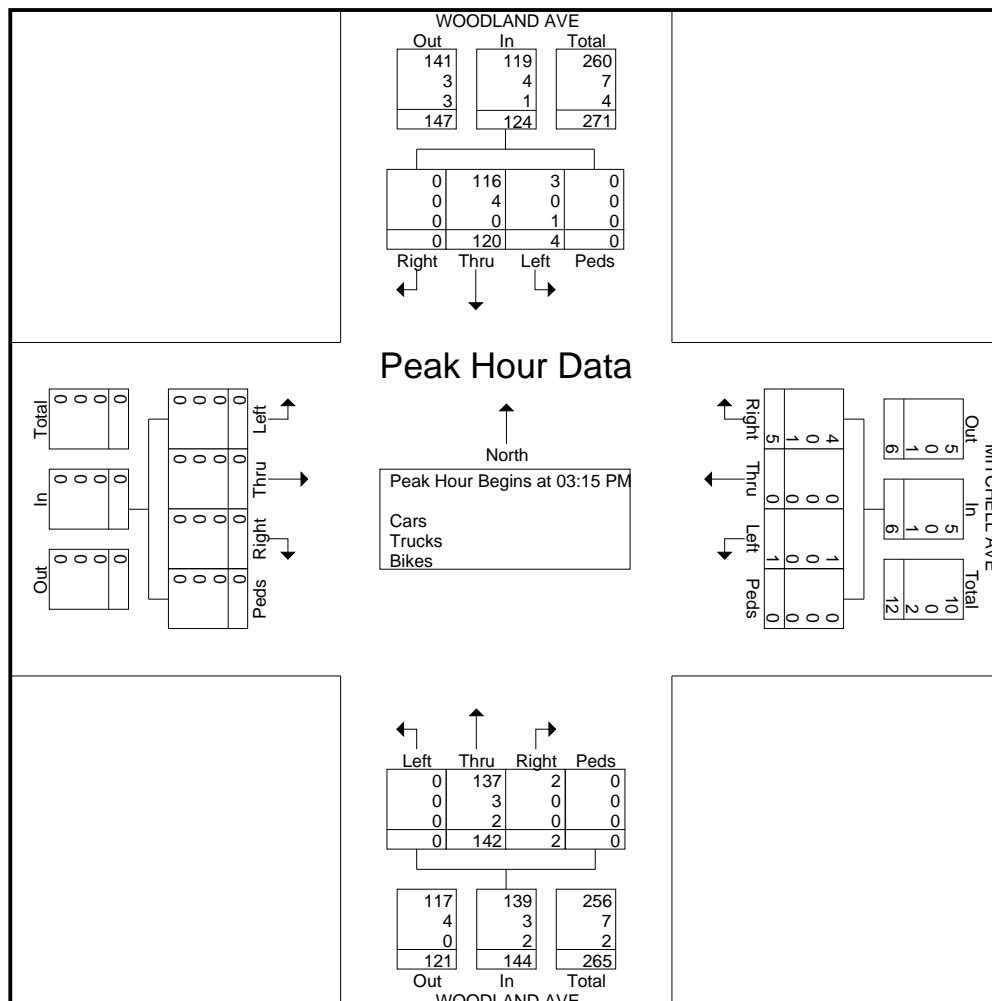 WOODLAND AVE
Out In Total
141 119 260
3 4 7
3 1 4
147 124 271
0 116 3 0
0 4 0 0
0 0 1 0
0 120 4 0
Right Thru Left Peds
Peak Hour Data
North
Peak Hour Begins at 03:15 PM
Cars
Trucks
Bikes
Total
0 0 0 0
In
0 0 0 0
Out
0 0 0 0
Left
0 0 0 0
Thru
0 0 0 0
Right
0 0 0 0
Peds
0 0 0 0
Right
4 0 1 5
Thru
0 0 0 0
Left
1 0 0 1
Peds
0 0 0 0
MITCHELL AVE
Out
5 0 1 6
In
5 0 1 6
Total
10 0 2 12
Left Thru Right Peds
0 137 2 0
0 3 0 0
0 2 0 0
0 142 2 0
117 139 256
4 3 7
0 2 2
121 144 265
Out In Total
WOODLAND AVE